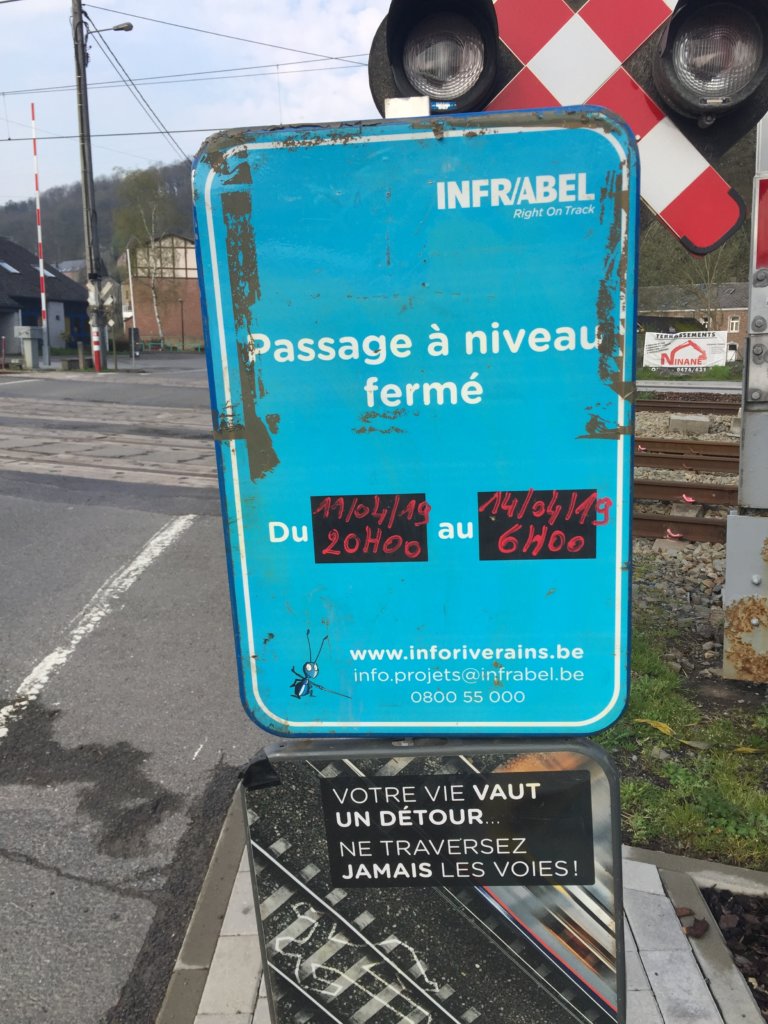 INFR/ABEL
Right On Track
Passage à niveau
fermé
Du 11/04/19 20H00 au 14/04/19 6H00
www.inforiverains.be
info.projets@infrabel.be
0800 55 000
VOTRE VIE VAUT
UN DÉTOUR...
NE TRAVERSEZ
JAMAIS LES VOIES!
TERRASSEMENTS
NINANE